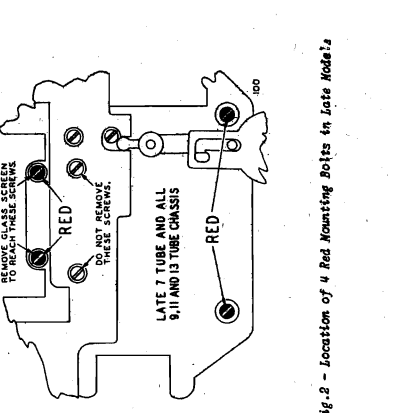 REMOVE GLASS SCREEN
TO REACH THESE SCREWS.
RED
DO NOT REMOVE
THESE SCREWS.
LATE 7 TUBE AND ALL
9, 11 AND 13 TUBE CHASSIS
RED
100
ig.2 - Location of 4 Red Mounting Bolts in Late Models